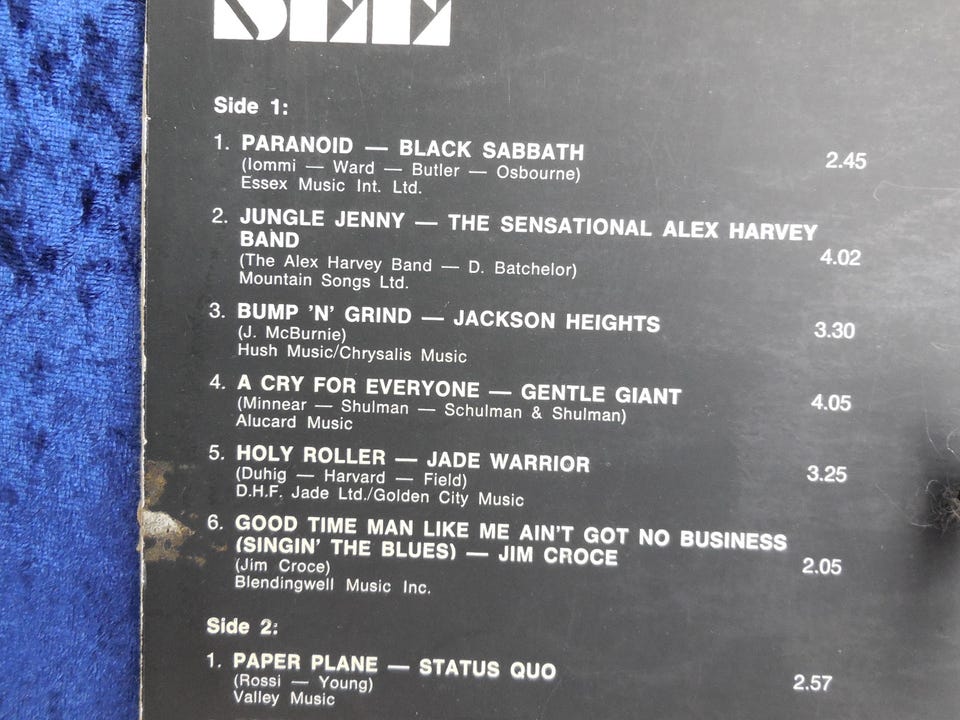 SEE
Side 1:
1. PARANOID — BLACK SABBATH 2.45
(Iommi — Ward — Butler — Osbourne)
Essex Music Int. Ltd.
2. JUNGLE JENNY — THE SENSATIONAL ALEX HARVEY
BAND 4.02
(The Alex Harvey Band — D. Batchelor)
Mountain Songs Ltd.
3. BUMP 'N' GRIND — JACKSON HEIGHTS 3.30
(J. McBurnie)
Hush Music/Chrysalis Music
4. A CRY FOR EVERYONE — GENTLE GIANT 4.05
(Minnear — Shulman — Schulman & Shulman)
Alucard Music
5. HOLY ROLLER — JADE WARRIOR 3.25
(Duhig — Harvard — Field)
D.H.F. Jade Ltd./Golden City Music
6. GOOD TIME MAN LIKE ME AIN'T GOT NO BUSINESS
(SINGIN' THE BLUES) — JIM CROCE 2.05
(Jim Croce)
Blendingwell Music Inc.
Side 2:
1. PAPER PLANE — STATUS QUO 2.57
(Rossi — Young)
Valley Music